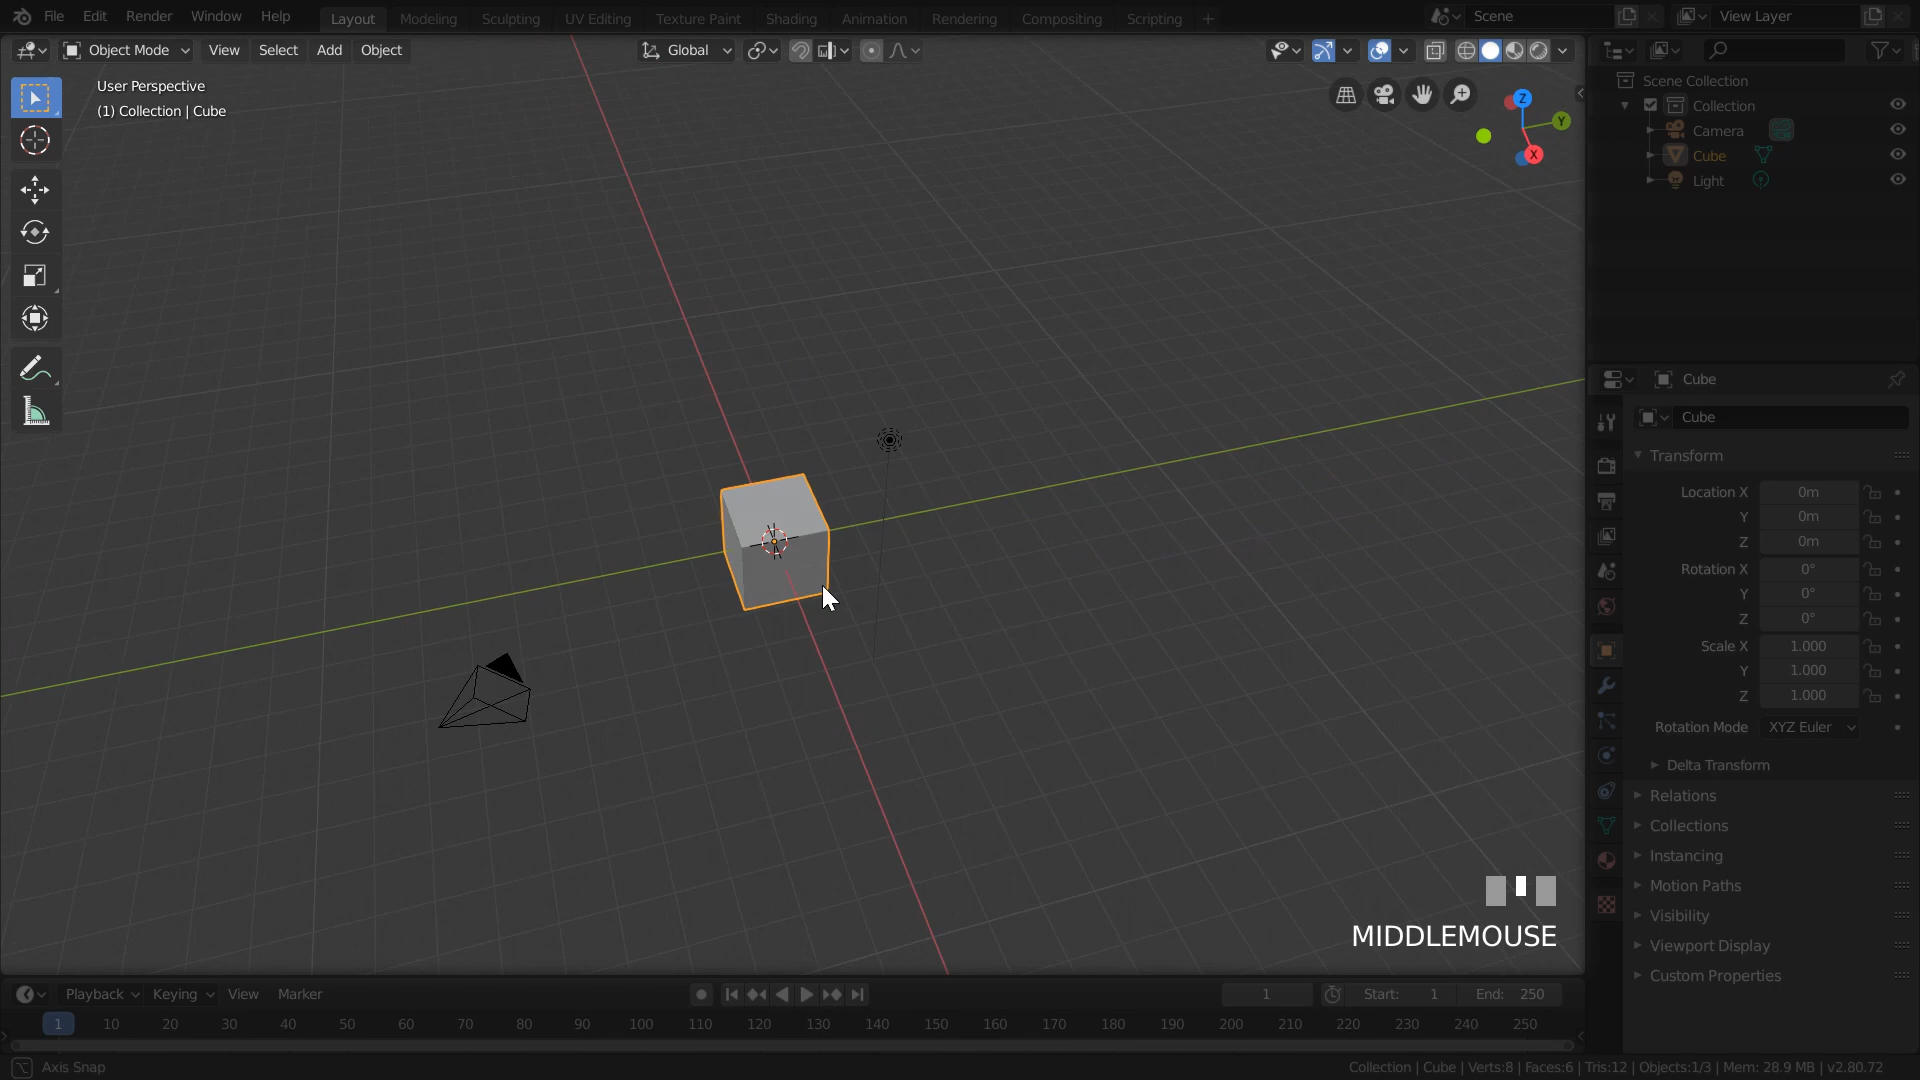 File Edit Render Window Help Layout Modeling Sculpting UV Editing Texture Paint Shading Animation Rendering Compositing Scripting + Scene View Layer
Object Mode View Select Add Object Global
User Perspective
(1) Collection | Cube
Z
Y
X
Scene Collection
Collection
Camera
Cube
Light
Cube
Cube
Transform
Location X 0m
Y 0m
Z 0m
Rotation X 0°
Y 0°
Z 0°
Scale X 1.000
Y 1.000
Z 1.000
Rotation Mode XYZ Euler
Delta Transform
Relations
Collections
Instancing
Motion Paths
Visibility
Viewport Display
Custom Properties
MIDDLEMOUSE
Playback Keying View Marker 1 Start: 1 End: 250
1 10 20 30 40 50 60 70 80 90 100 110 120 130 140 150 160 170 180 190 200 210 220 230 240 250
Axis Snap Collection | Cube | Verts:8 | Faces:6 | Tris:12 | Objects:1/3 | Mem: 28.9 MB | v2.80.72